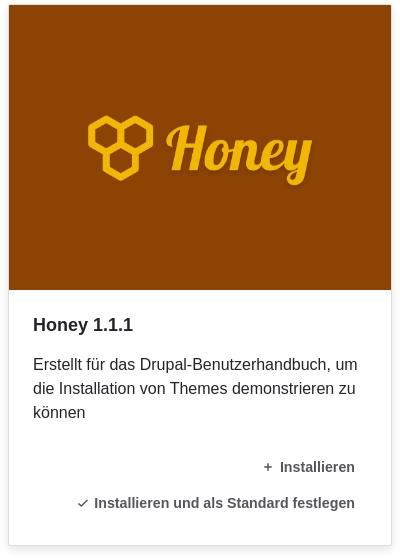 Honey
Honey 1.1.1
Erstellt für das Drupal-Benutzerhandbuch, um
die Installation von Themes demonstrieren zu
können
Installieren
Installieren und als Standard festlegen